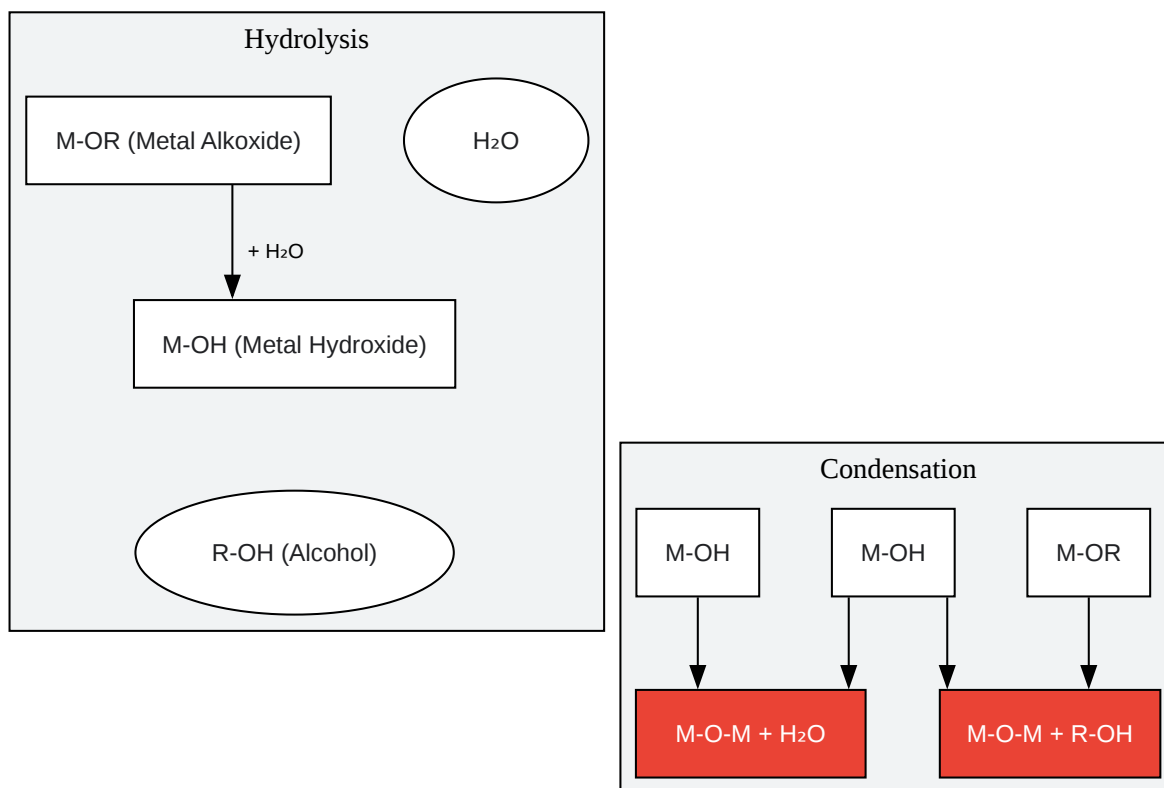 Hydrolysis
M-OR (Metal Alkoxide)
H₂O
+ H₂O
M-OH (Metal Hydroxide)
R-OH (Alcohol)
Condensation
M-OH
M-OH
M-OR
M-O-M + H₂O
M-O-M + R-OH